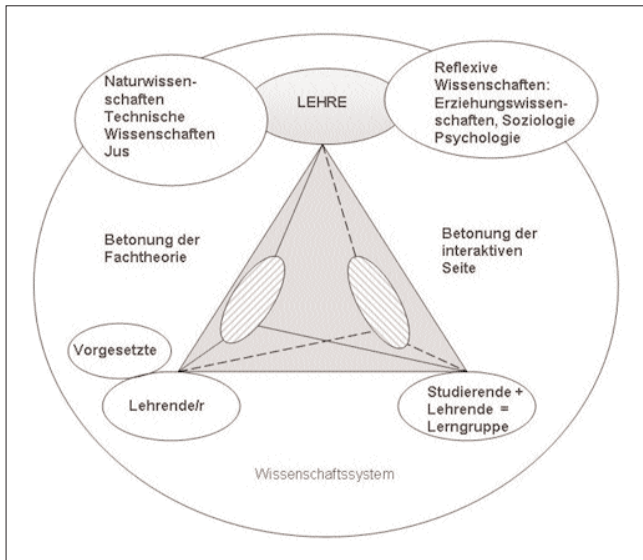 Naturwissen-
schaften
Technische
Wissenschaften
Jus
LEHRE
Reflexive
Wissenschaften:
Erziehungswissen-
schaften, Soziologie
Psychologie
Betonung der
Fachtheorie
Betonung der
interaktiven
Seite
Vorgesetzte
Lehrende/r
Studierende +
Lehrende =
Lerngruppe
Wissenschaftssystem